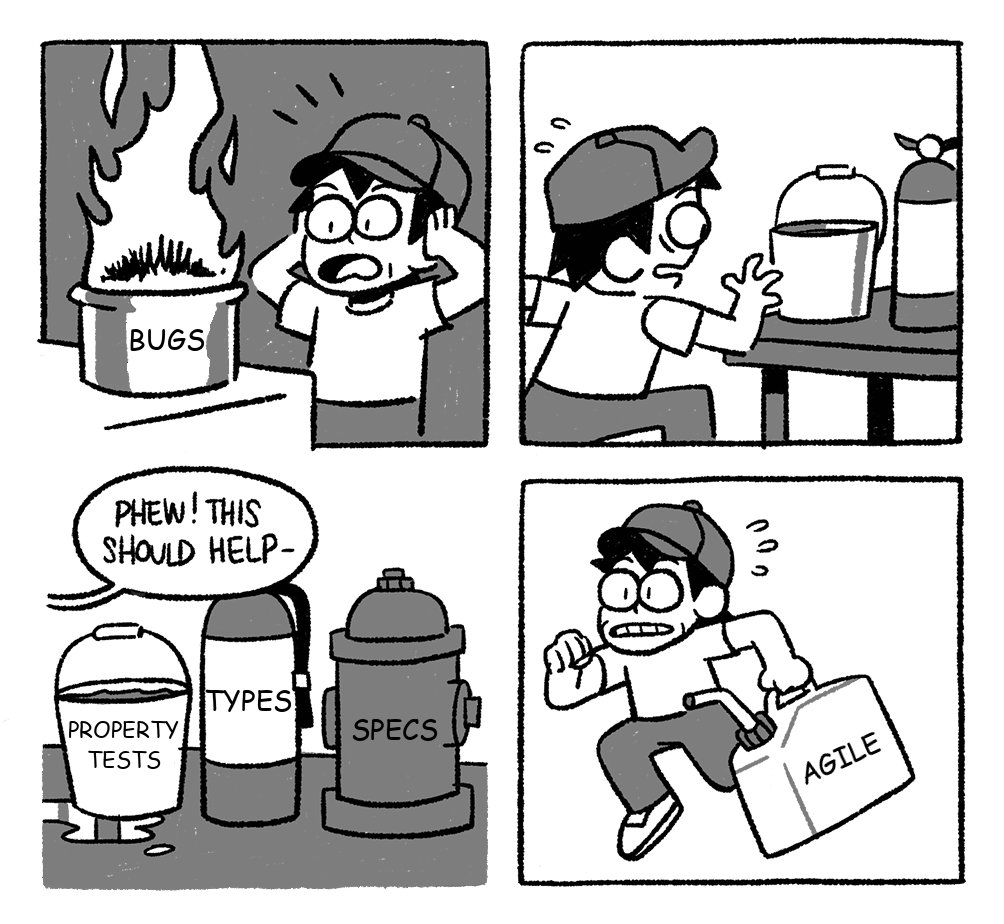 BUGS
PHEW! THIS
SHOULD HELP-
PROPERTY
TESTS
TYPES
SPECS
AGILE